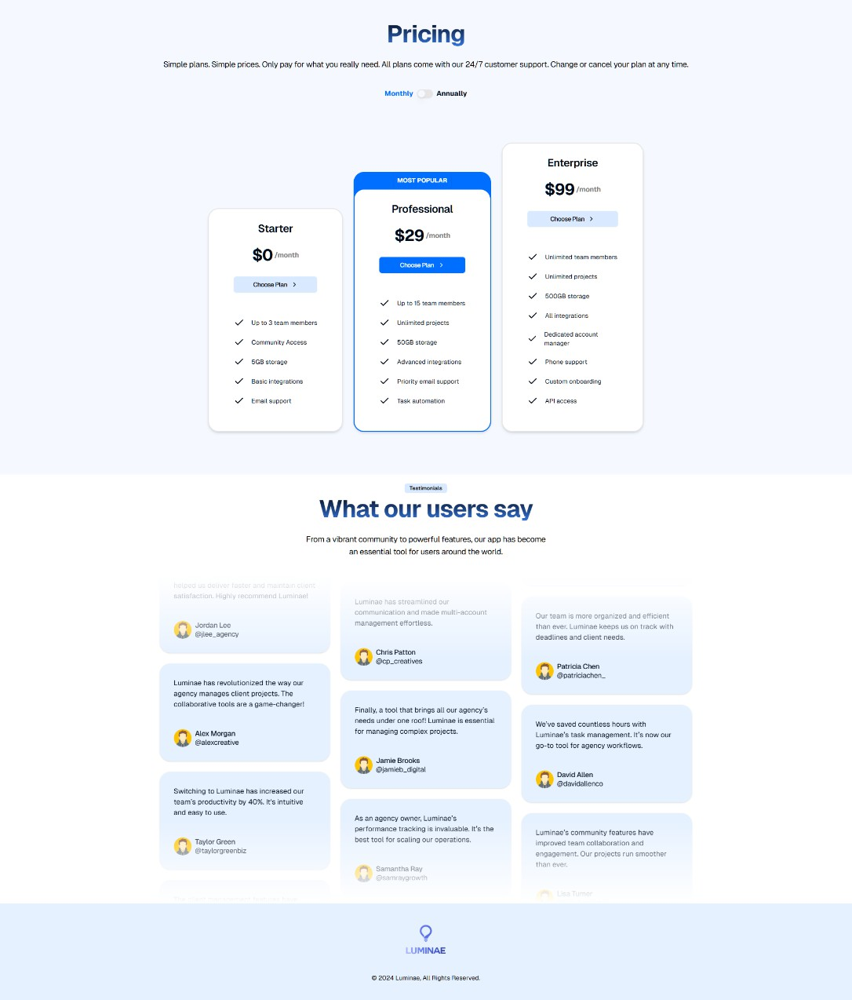 Pricing
Simple plans. Simple prices. Only pay for what you really need. All plans come with our 24/7 customer support. Change or cancel your plan at any time.
Monthly
Annually
Starter
$0 /month
Choose Plan
Up to 3 team members
Community Access
5GB storage
Basic integrations
Email support
MOST POPULAR
Professional
$29 /month
Choose Plan
Up to 15 team members
Unlimited projects
50GB storage
Advanced integrations
Priority email support
Task automation
Enterprise
$99 /month
Choose Plan
Unlimited team members
Unlimited projects
500GB storage
All integrations
Dedicated account
manager
Phone support
Custom onboarding
API access
Testimonials
What our users say
From a vibrant community to powerful features, our app has become
an essential tool for users around the world.
helped us deliver faster and maintain client
satisfaction. Highly recommend Luminae!
Jordan Lee
@jlee_agency
Luminae has revolutionized the way our
agency manages client projects. The
collaborative tools are a game-changer!
Alex Morgan
@alexcreative
Switching to Luminae has increased our
team's productivity by 40%. It's intuitive
and easy to use.
Taylor Green
@taylorgreenbiz
Luminae has streamlined our
communication and made multi-account
management effortless.
Chris Patton
@cp_creatives
Finally, a tool that brings all our agency's
needs under one roof! Luminae is essential
for managing complex projects.
Jamie Brooks
@jamieb_digital
As an agency owner, Luminae's
performance tracking is invaluable. It's the
best tool for scaling our operations.
Samantha Ray
@samraygrowth
Our team is more organized and efficient
than ever. Luminae keeps us on track with
deadlines and client needs.
Patricia Chen
@patriciachen_
We've saved countless hours with
Luminae's task management. It's now our
go-to tool for agency workflows.
David Allen
@davidallenco
Luminae's community features have
improved team collaboration and
engagement. Our projects run smoother
than ever.
Lisa Turner
LUMINAE
© 2024 Luminae, All Rights Reserved.